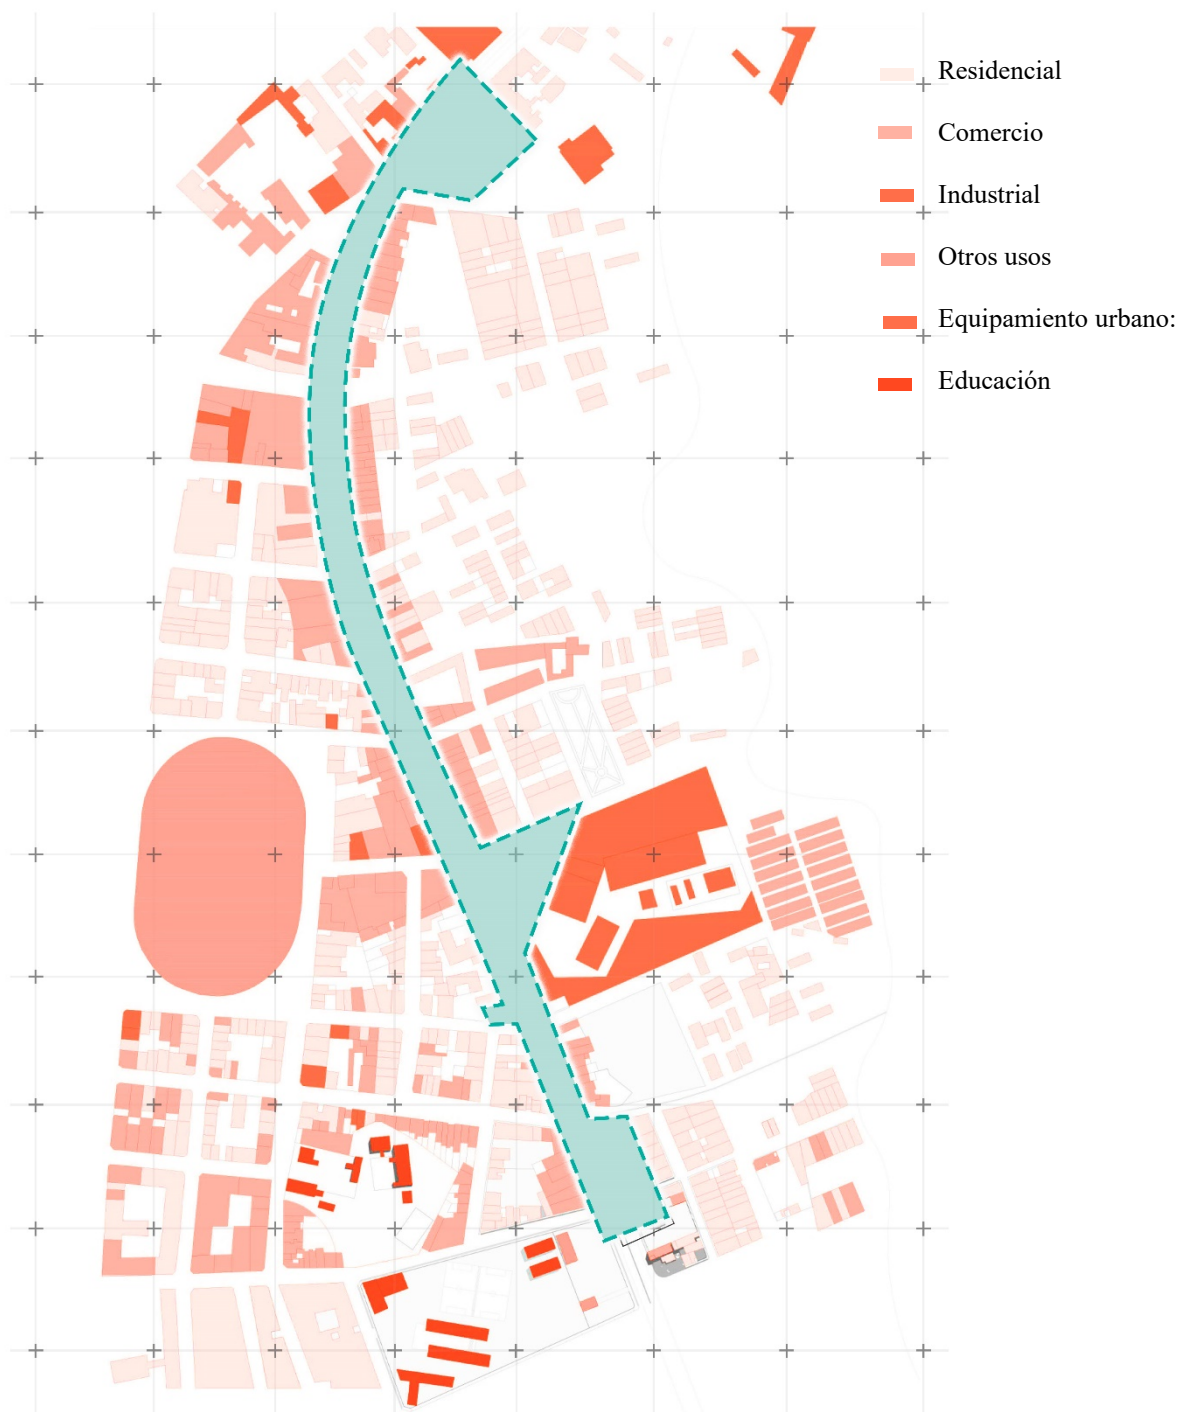 Residencial
Comercio
Industrial
Otros usos
Equipamiento urbano:
Educación